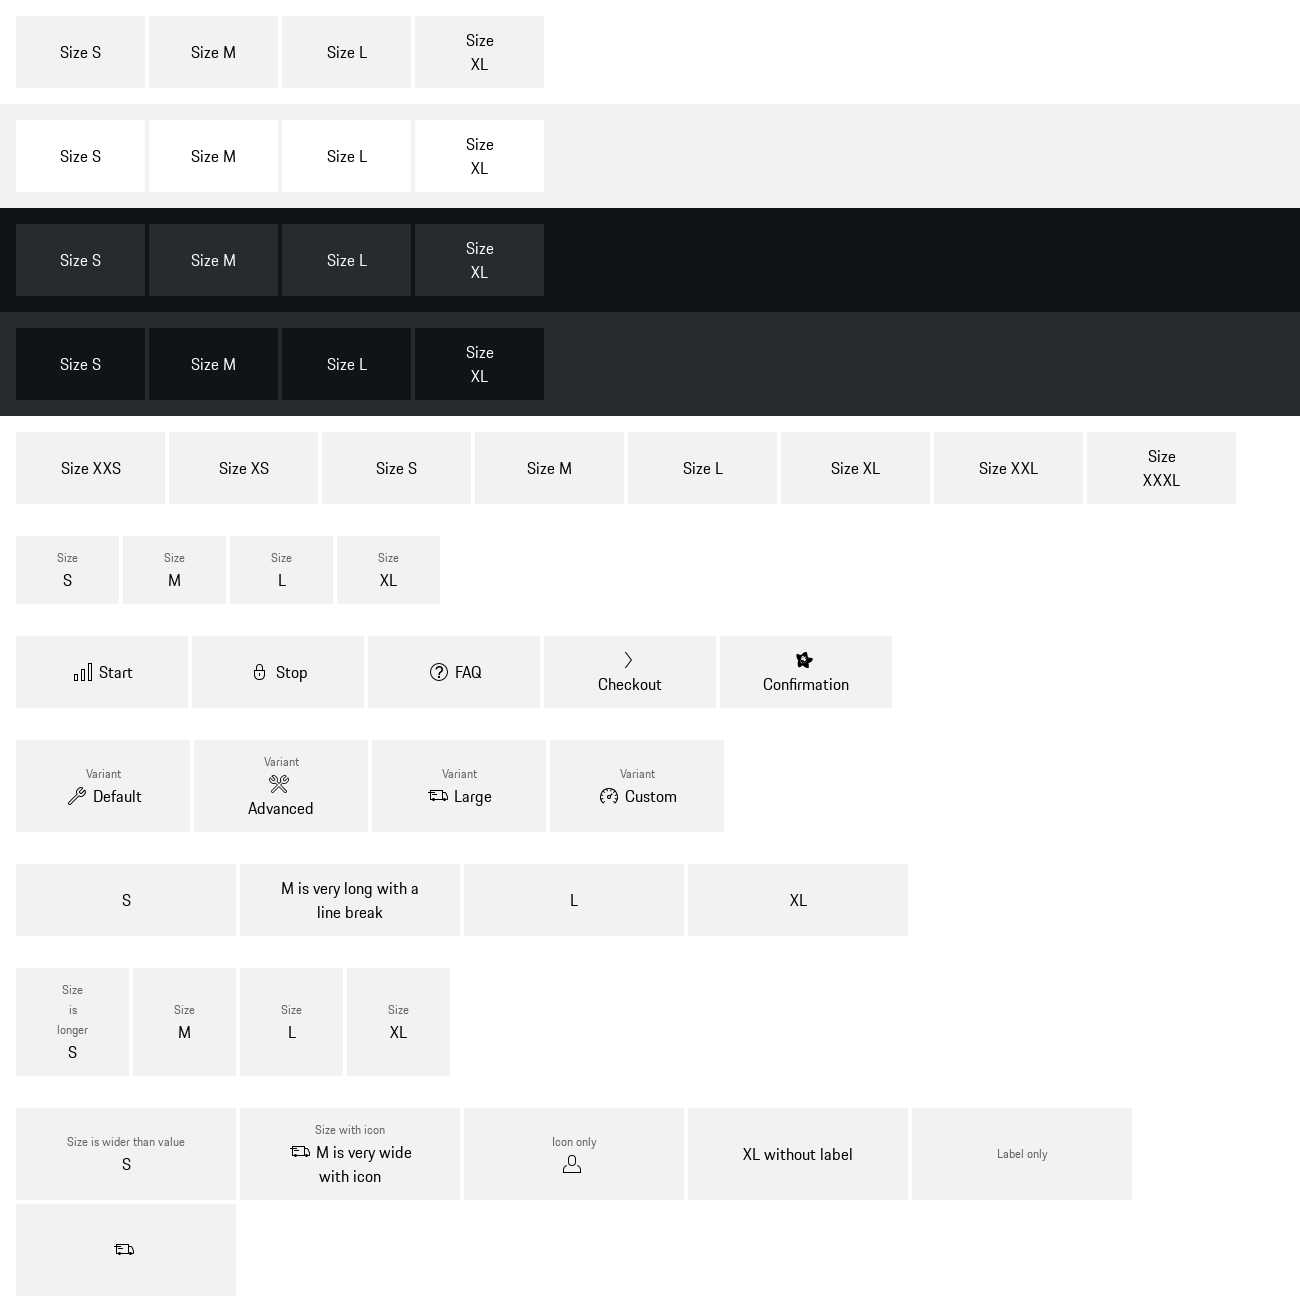 Size S
Size M
Size L
Size
XL
Size S
Size M
Size L
Size
XL
Size S
Size M
Size L
Size
XL
Size S
Size M
Size L
Size
XL
Size XXS
Size XS
Size S
Size M
Size L
Size XL
Size XXL
Size
XXXL
Size
S
Size
M
Size
L
Size
XL
Start
Stop
FAQ
Checkout
Confirmation
Variant
Default
Variant
Advanced
Variant
Large
Variant
Custom
S
M is very long with a
line break
L
XL
Size
is
longer
S
Size
M
Size
L
Size
XL
Size is wider than value
S
Size with icon
M is very wide
with icon
Icon only
XL without label
Label only